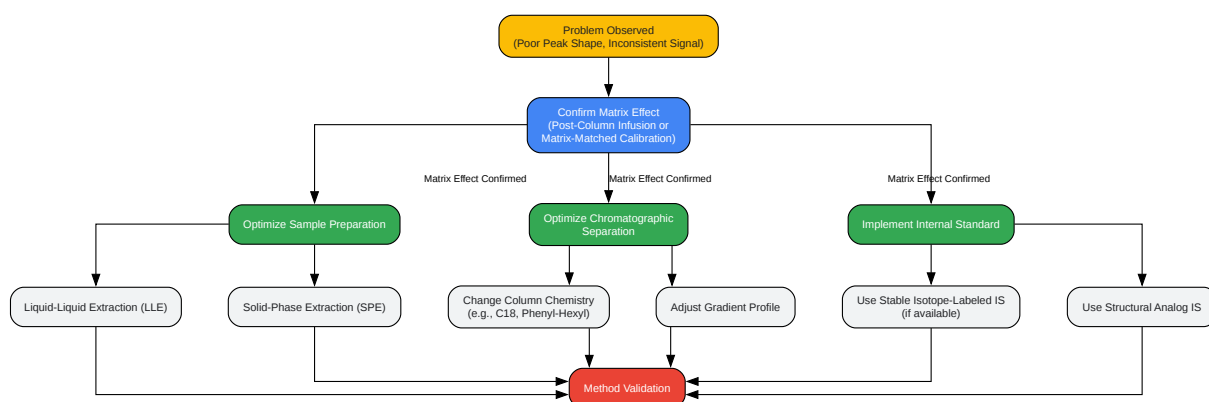 Problem Observed
(Poor Peak Shape, Inconsistent Signal)
Confirm Matrix Effect
(Post-Column Infusion or
Matrix-Matched Calibration)
Matrix Effect Confirmed
Matrix Effect Confirmed
Matrix Effect Confirmed
Optimize Sample Preparation
Optimize Chromatographic
Separation
Implement Internal Standard
Liquid-Liquid Extraction (LLE)
Solid-Phase Extraction (SPE)
Change Column Chemistry
(e.g., C18, Phenyl-Hexyl)
Adjust Gradient Profile
Use Stable Isotope-Labeled IS
(if available)
Use Structural Analog IS
Method Validation